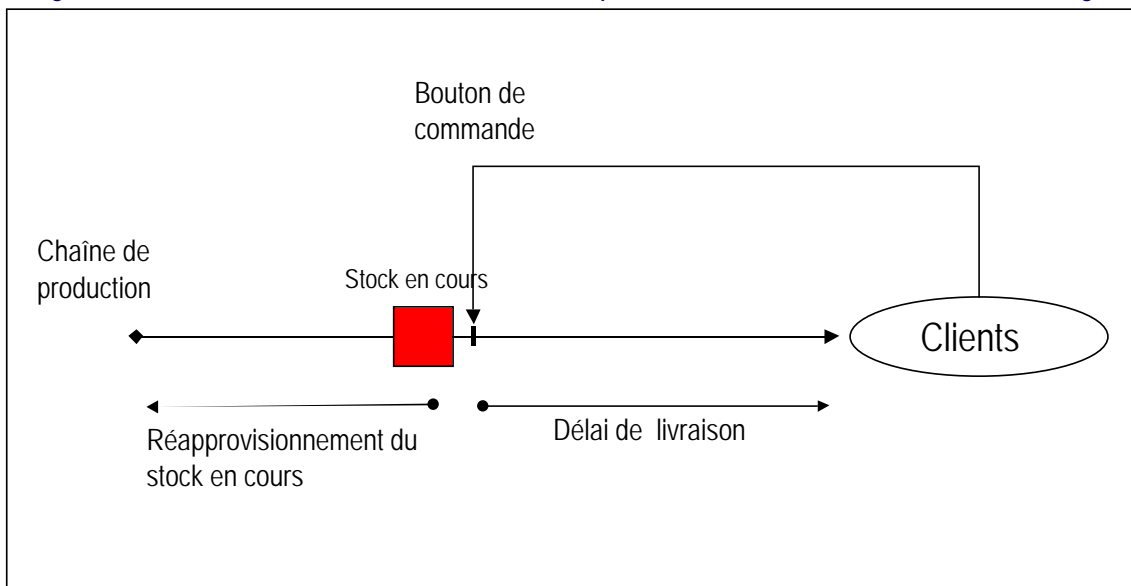 Bouton de
commande
Chaîne de
production
Stock en cours
Clients
Réapprovisionnement du
stock en cours
Délai de livraison